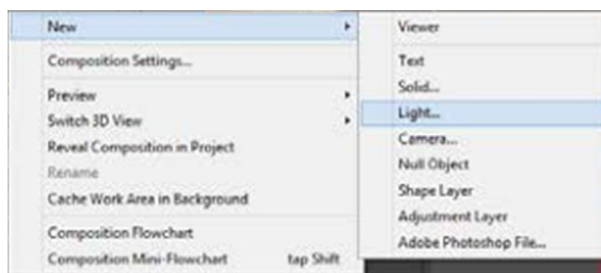 New
Composition Settings...
Preview
Switch 3D View
Reveal Composition in Project
Rename
Cache Work Area in Background
Composition Flowchart
Composition Mini-Flowchart tap Shift
Viewer
Text
Solid...
Light...
Camera...
Null Object
Shape Layer
Adjustment Layer
Adobe Photoshop File...